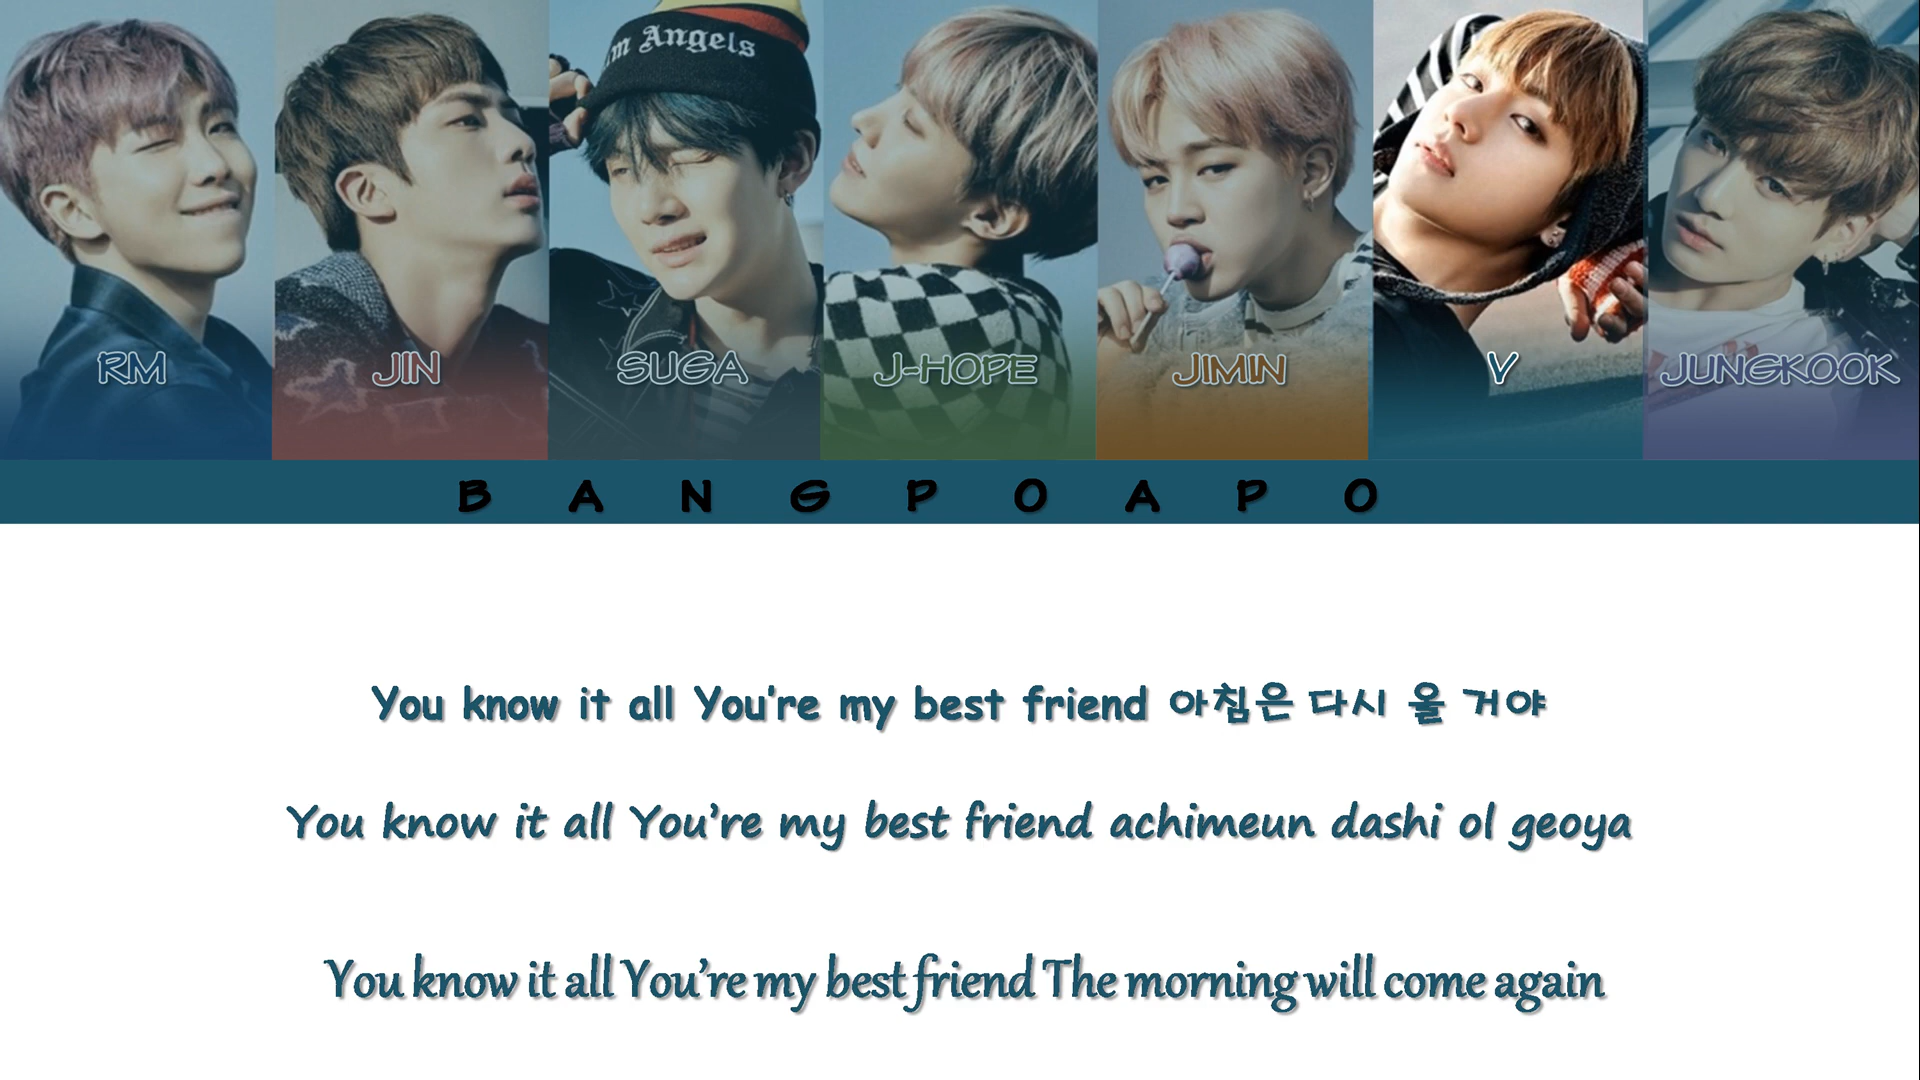 m Angels
RM
JIN
SUGA
J-HOPE
JIMIN
V
JUNGKOOK
B A N G P O A P O
You know it all You're my best friend 아침은 다시 올 거야
You know it all You’re my best friend achimeun dashi ol geoya
You know it all You’re my best friend The morning will come again